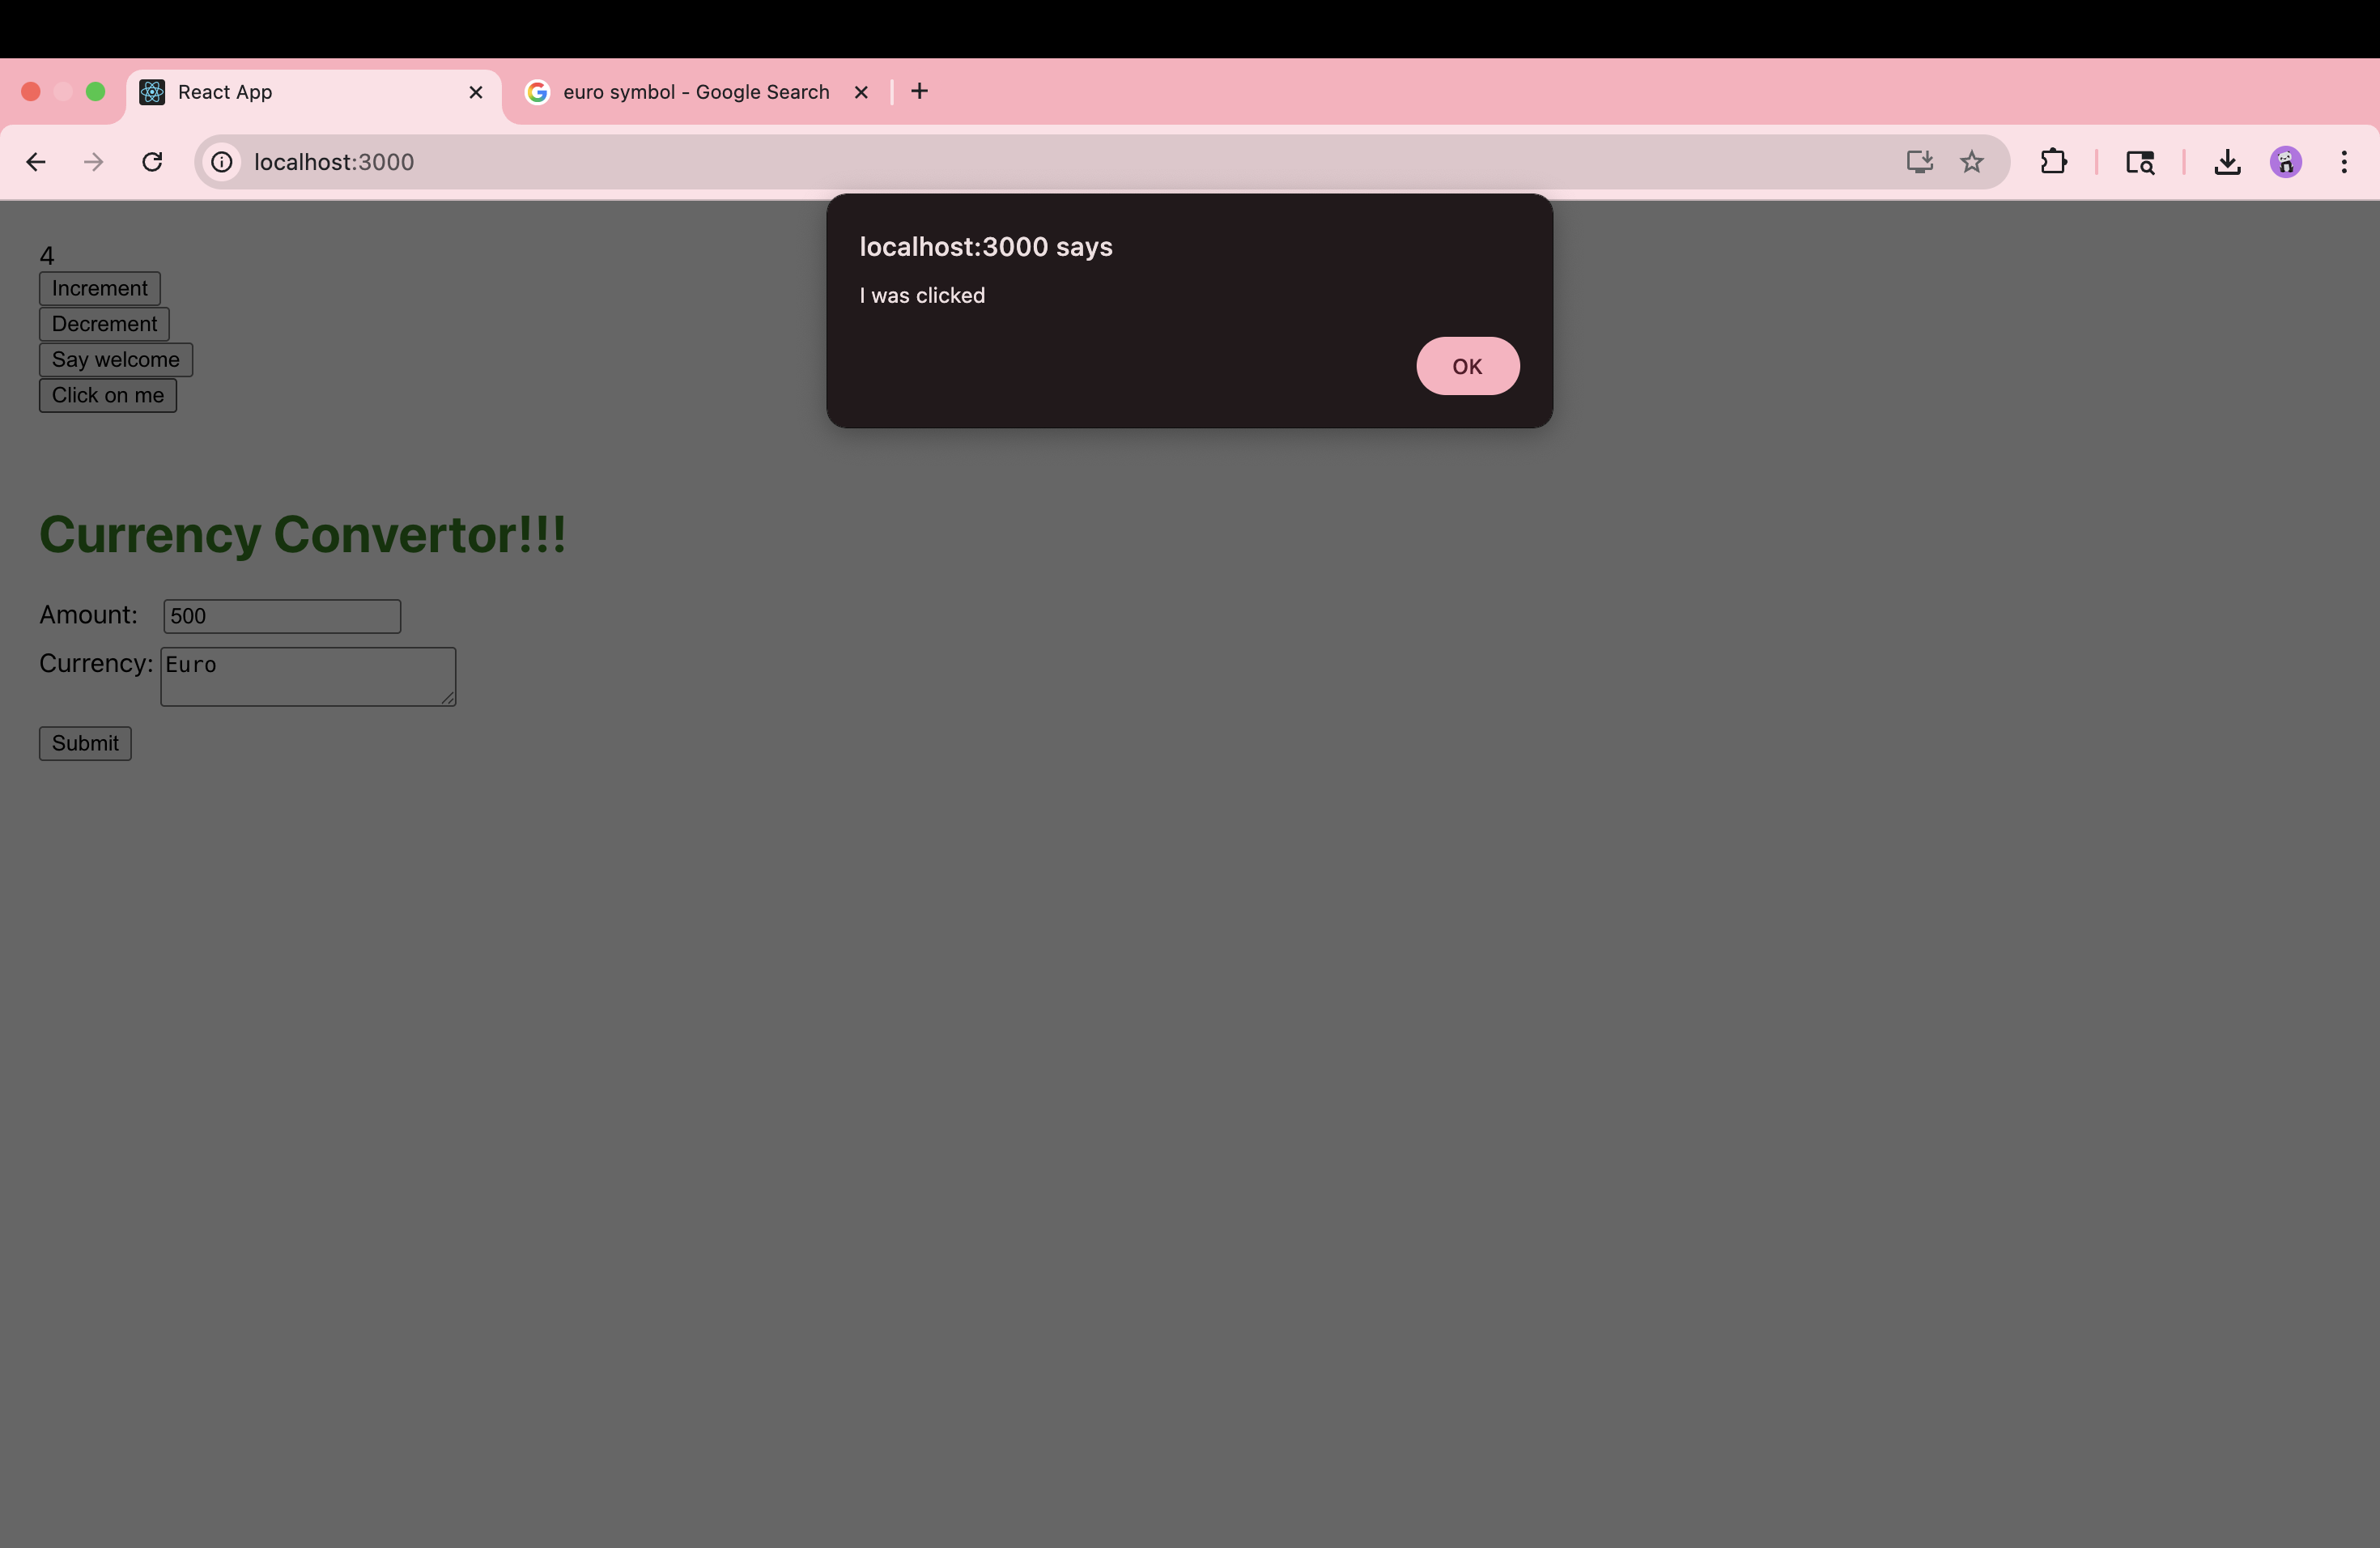 React App
euro symbol - Google Search
localhost:3000
localhost:3000 says
I was clicked
OK
4
Increment
Decrement
Say welcome
Click on me
Currency Convertor!!!
Amount: 500
Currency: Euro
Submit